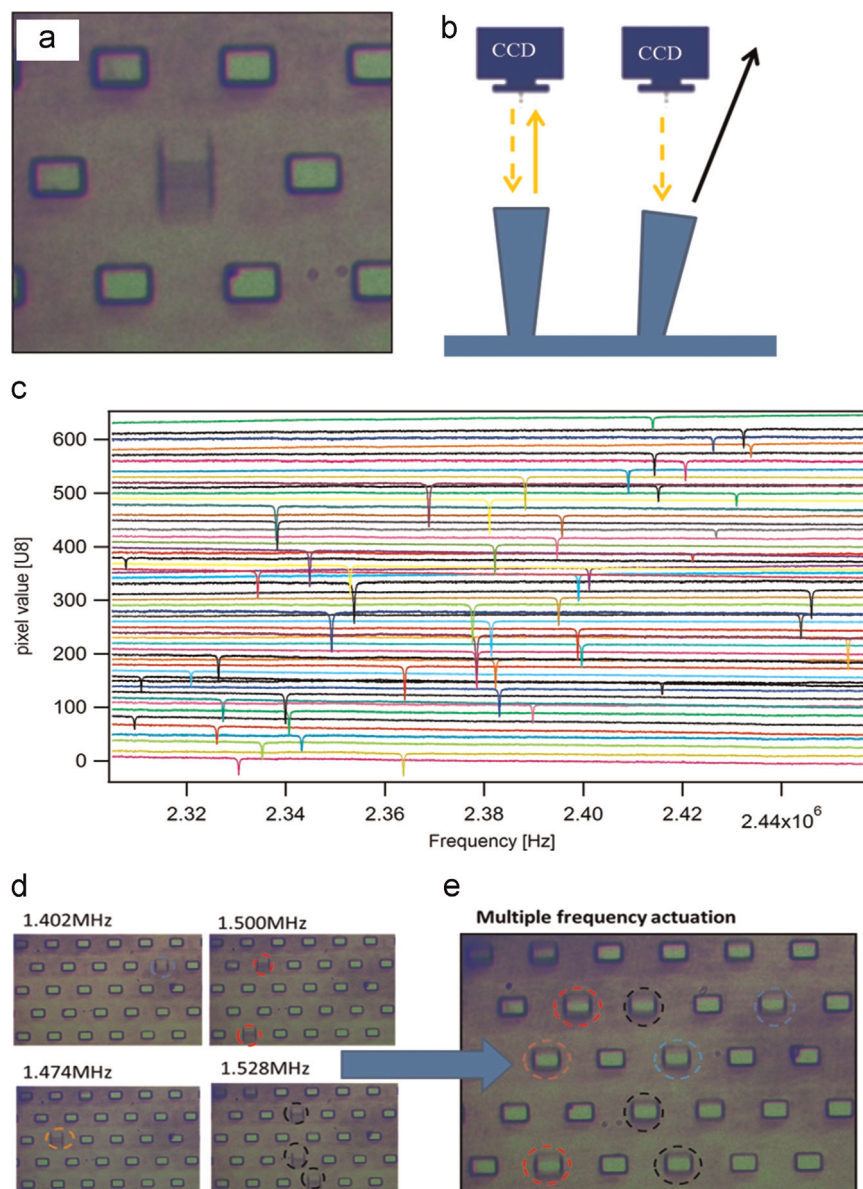 a
b
CCD
CCD
c
600
500
400
300
200
100
0
pixel value [U8]
2.32
2.34
2.36
2.38
2.40
2.42
2.44x10⁶
Frequency [Hz]
d
1.402MHz
1.500MHz
1.474MHz
1.528MHz
e
Multiple frequency actuation